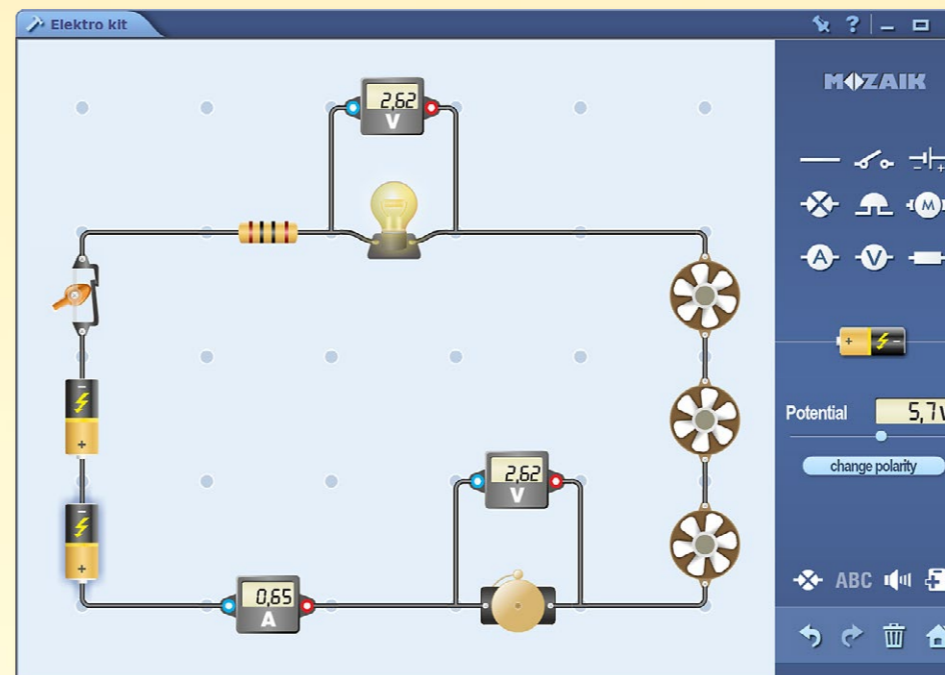 Elektro kit
?
MOZAIK
2,62
V
M
A V
+ -
Potential 5,7V
change polarity
-
+
2,62
V
-
+
0,65
A
ABC